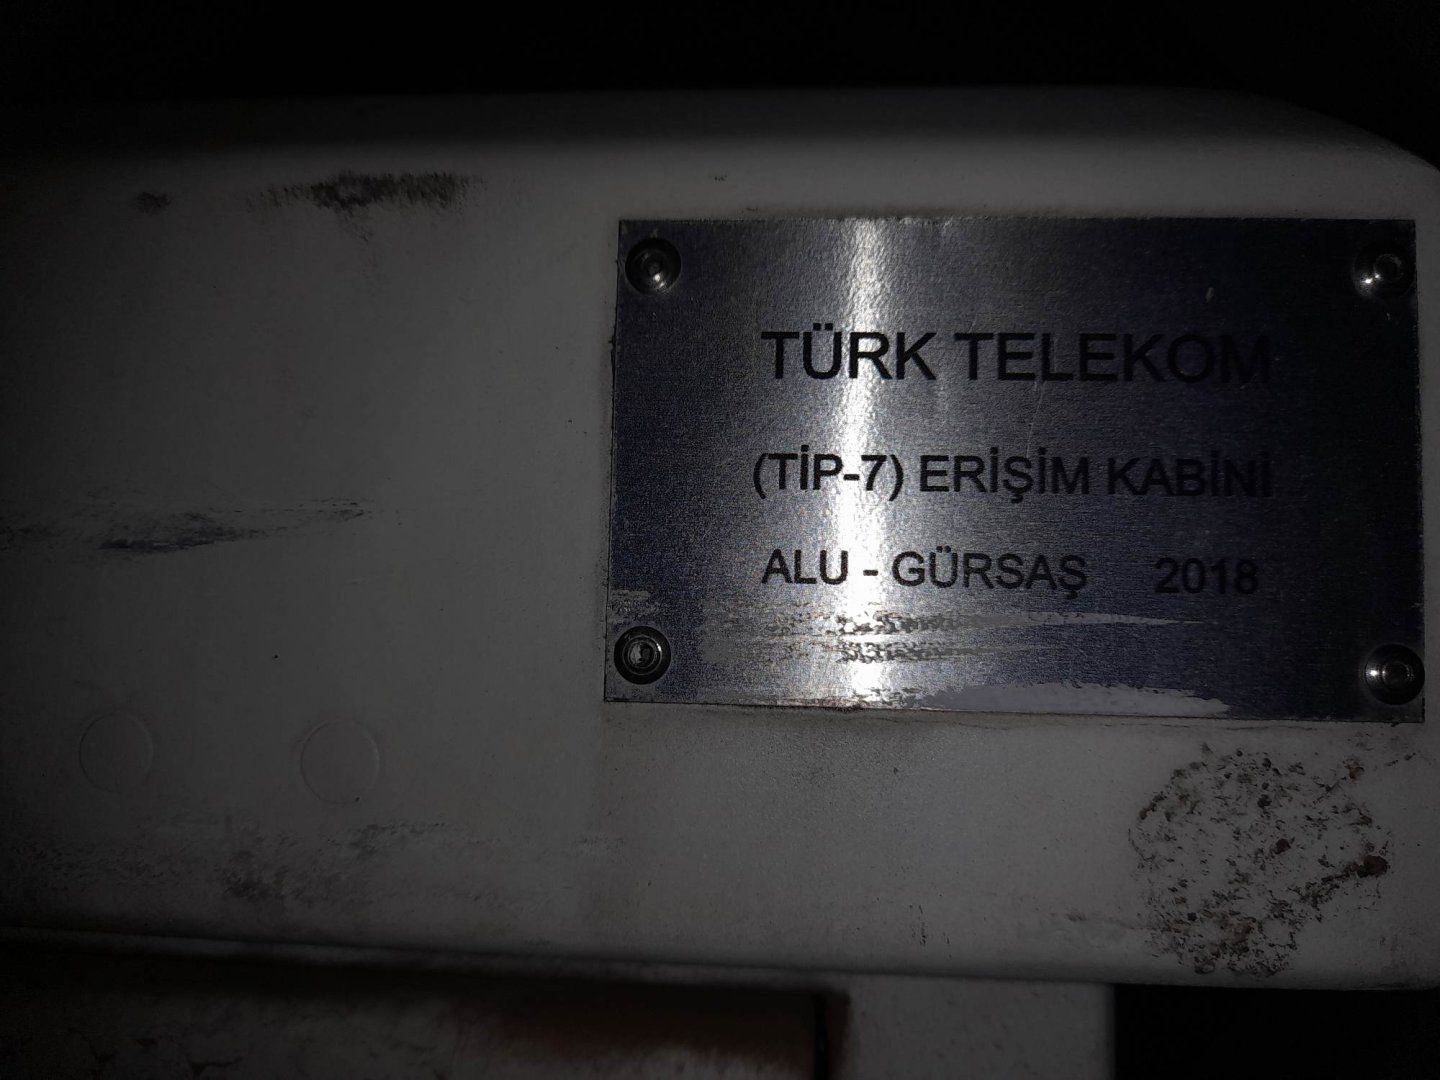 TÜRK TELEKOM
(TİP-7) ERİŞİM KABİNİ
ALU - GÜRSAŞ 2018